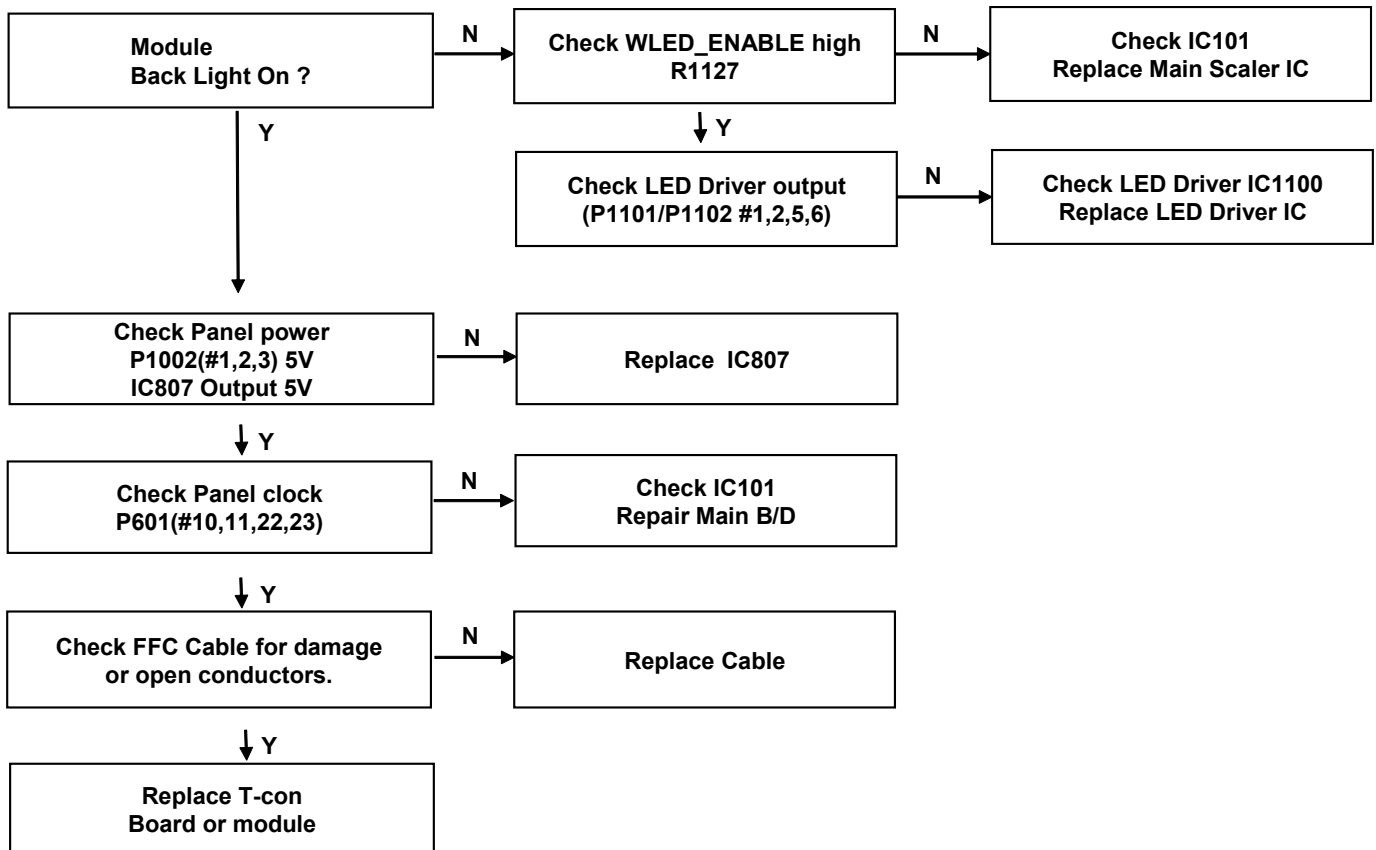 Module
Back Light On ?
N
Check WLED_ENABLE high
R1127
N
Check IC101
Replace Main Scaler IC
Y
Y
Check LED Driver output
(P1101/P1102 #1,2,5,6)
N
Check LED Driver IC1100
Replace LED Driver IC
Check Panel power
P1002(#1,2,3) 5V
IC807 Output 5V
N
Replace IC807
Y
Check Panel clock
P601(#10,11,22,23)
N
Check IC101
Repair Main B/D
Y
Check FFC Cable for damage
or open conductors.
N
Replace Cable
Y
Replace T-con
Board or module